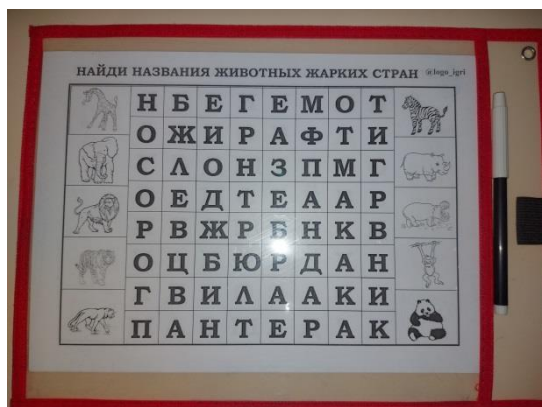 НАЙДИ НАЗВАНИЯ ЖИВОТНЫХ ЖАРКИХ СТРАН @logo_igri
Н Б Е Г Е М О Т
О Ж И Р А Ф Т И
С Л О Н З П М Г
О Е Д Т Е А А Р
Р В Ж Р Б Н К В
О Ц Б Ю Р Д А Н
Г В И Л А А К И
П А Н Т Е Р А К